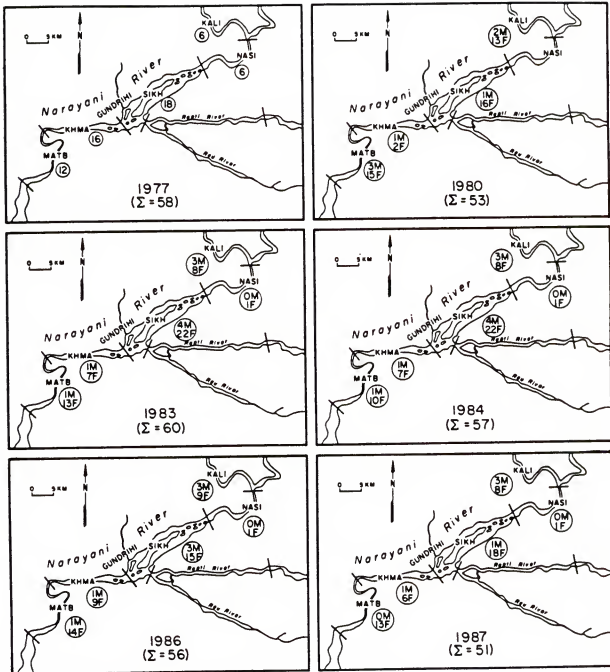 0 5 KM
N
KALI
6
NASI
6
Narayani River
GUNDRIHI
SIKH
18
KHMA
16
MATB
12
Rapti River
Reu River
1977
(Σ=58)
0 5 KM
N
KALI
2M
13F
NASI
Narayani River
GUNDRIHI
SIKH
1M
16F
KHMA
1M
2F
MATB
3M
15F
Rapti River
Reu River
1980
(Σ=53)
0 5 KM
N
KALI
3M
8F
NASI
0M
1F
Narayani River
GUNDRIHI
SIKH
4M
22F
KHMA
1M
7F
MATB
1M
13F
Rapti River
Reu River
1983
(Σ=60)
0 5 KM
N
KALI
3M
8F
NASI
0M
1F
Narayani River
GUNDRIHI
SIKH
4M
22F
KHMA
1M
7F
MATB
1M
10F
Rapti River
Reu River
1984
(Σ=57)
0 5 KM
N
KALI
3M
9F
NASI
0M
1F
Narayani River
GUNDRIHI
SIKH
3M
15F
KHMA
1M
9F
MATB
1M
14F
Rapti River
Reu River
1986
(Σ=56)
0 5 KM
N
KALI
3M
8F
NASI
0M
1F
Narayani River
GUNDRIHI
SIKH
1M
18F
KHMA
1M
6F
MATB
0M
13F
Rapti River
Reu River
1987
(Σ=51)